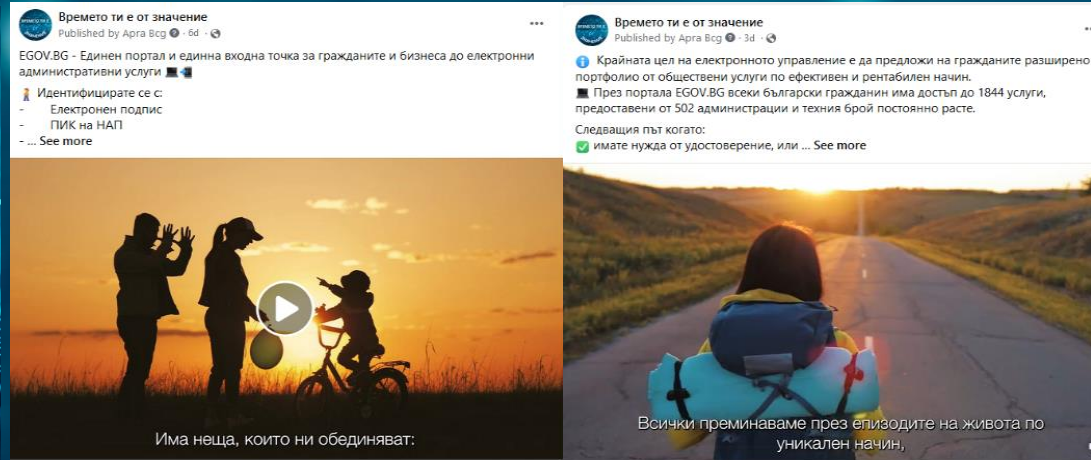 Времето ти е от значение
Published by Apra Bcg · 6d ·
EGOV.BG - Единен портал и единна входна точка за гражданите и бизнеса до електронни
административни услуги
Идентифицирате се с:
- Електронен подпис
- ПИК на НАП
- ... See more
Има неща, които ни обединяват:
Времето ти е от значение
Published by Apra Bcg · 3d ·
Крайната цел на електронното управление е да предложи на гражданите разширено
портфолио от обществени услуги по ефективен и рентабилен начин.
През портала EGOV.BG всеки български гражданин има достъп до 1844 услуги,
предоставени от 502 администрации и техния брой постоянно расте.
Следващия път когато:
имате нужда от удостоверение, или ... See more
Всички преминаваме през епизодите на живота по
уникален начин,